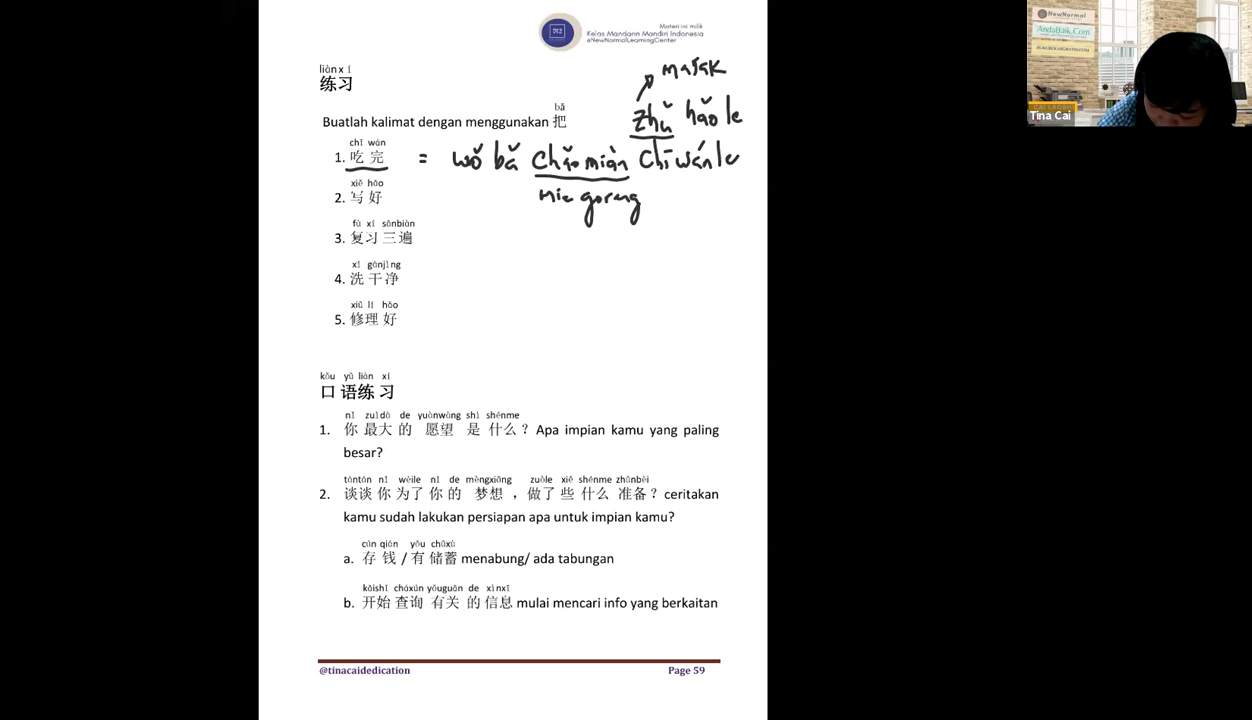 Materi ini milik
Kelas Mandarin Mandiri Indonesia
@NewNormalLearningCenter
liàn x í
练习
masak
zhǔ hǎo le
bǎ
Buatlah kalimat dengan menggunakan 把
chī wán
1. 吃 完 = wǒ bǎ chǎomiàn chī wán le
mie goreng
xiě hǎo
2. 写 好
fù xí sānbiàn
3. 复习 三遍
xǐ gānjìng
4. 洗 干净
xiū lǐ hǎo
5. 修理 好
kǒu yǔ liàn xí
口 语练 习
nǐ zuìdà de yuànwàng shì shénme
1. 你 最大 的 愿望 是 什么？ Apa impian kamu yang paling
besar?
tántán nǐ wèile nǐ de mèngxiǎng zuòle xiē shénme zhǔnbèi
2. 谈谈 你 为了 你 的 梦想 ，做了 些 什么 准备？ ceritakan
kamu sudah lakukan persiapan apa untuk impian kamu?
cún qián yǒu chǔxù
a. 存 钱 / 有 储蓄 menabung/ ada tabungan
kāishǐ cháxún yǒuguān de xìnxī
b. 开始 查询 有关 的 信息 mulai mencari info yang berkaitan
@tinacaidedication Page 59
NewNormal
AndaBaik.Com
Tina Cai